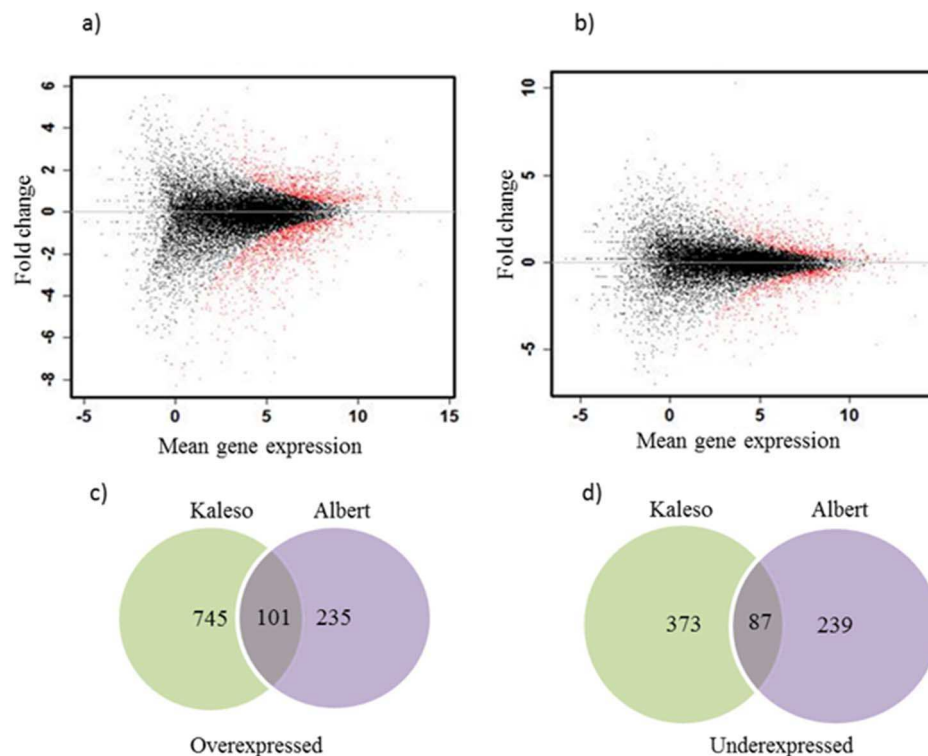 a)
b)
6
4
2
0
-2
-4
-6
-8
Fold change
-5 0 5 10 15
Mean gene expression
10
5
0
-5
Fold change
-5 0 5 10
Mean gene expression
c)
Kaleso Albert
745 101 235
Overexpressed
d)
Kaleso Albert
373 87 239
Underexpressed